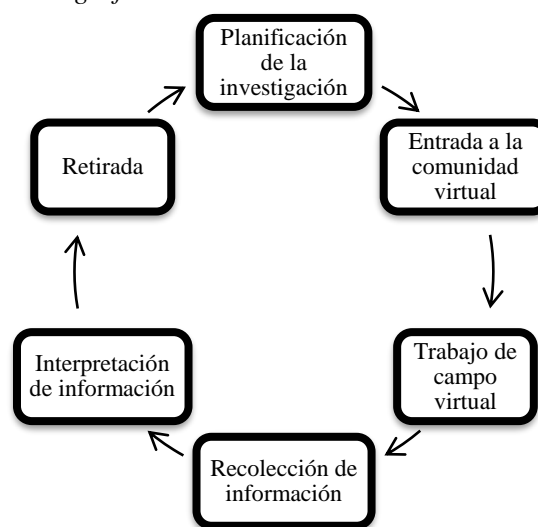 Planificación
de la
investigación
Entrada a la
comunidad
virtual
Trabajo de
campo
virtual
Recolección de
información
Interpretación
de información
Retirada